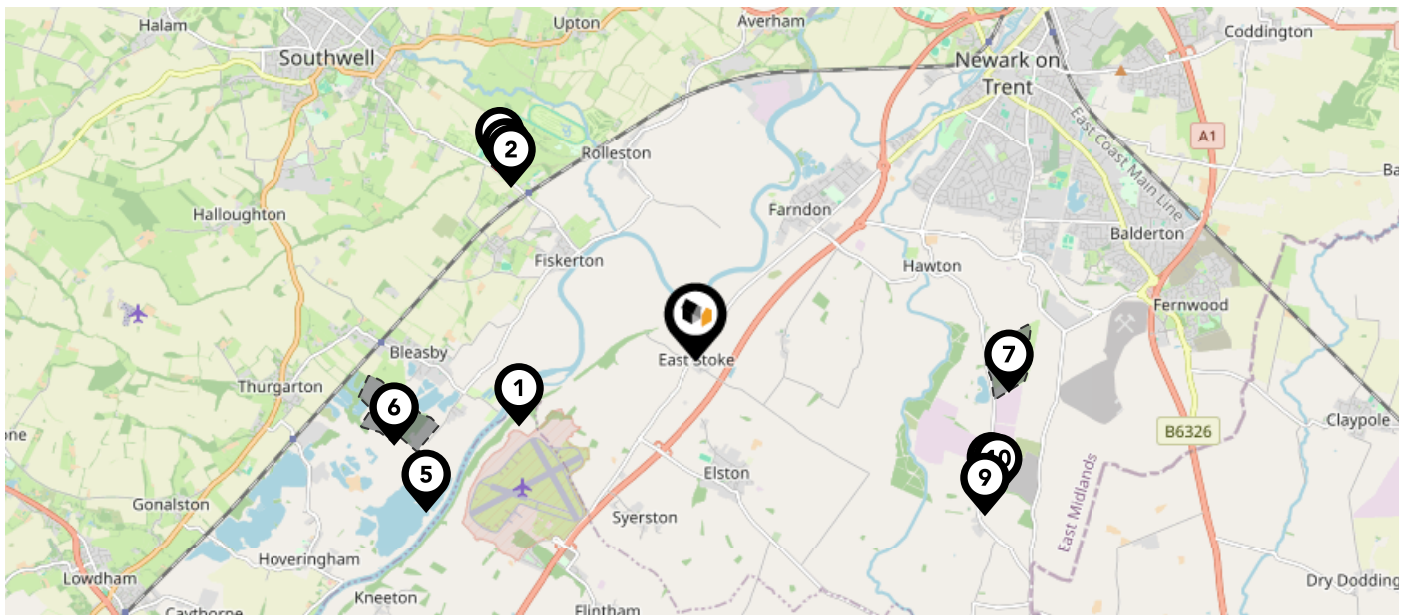 Halam
Upton
Averham
Coddington
Southwell
Newark on
Trent
East Coast Main Line
A1
2
Rolleston
Ba
Halloughton
Farndon
Balderton
Fiskerton
Hawton
Fernwood
Bleasby
East Stoke
7
Thurgarton
1
6
Claypole
B6326
one
10
5
Elston
9
Gonalston
Syerston
East Midlands
Hoveringham
Lowdham
Dry Dodding
Kneeton
Caythorpe
Flintham